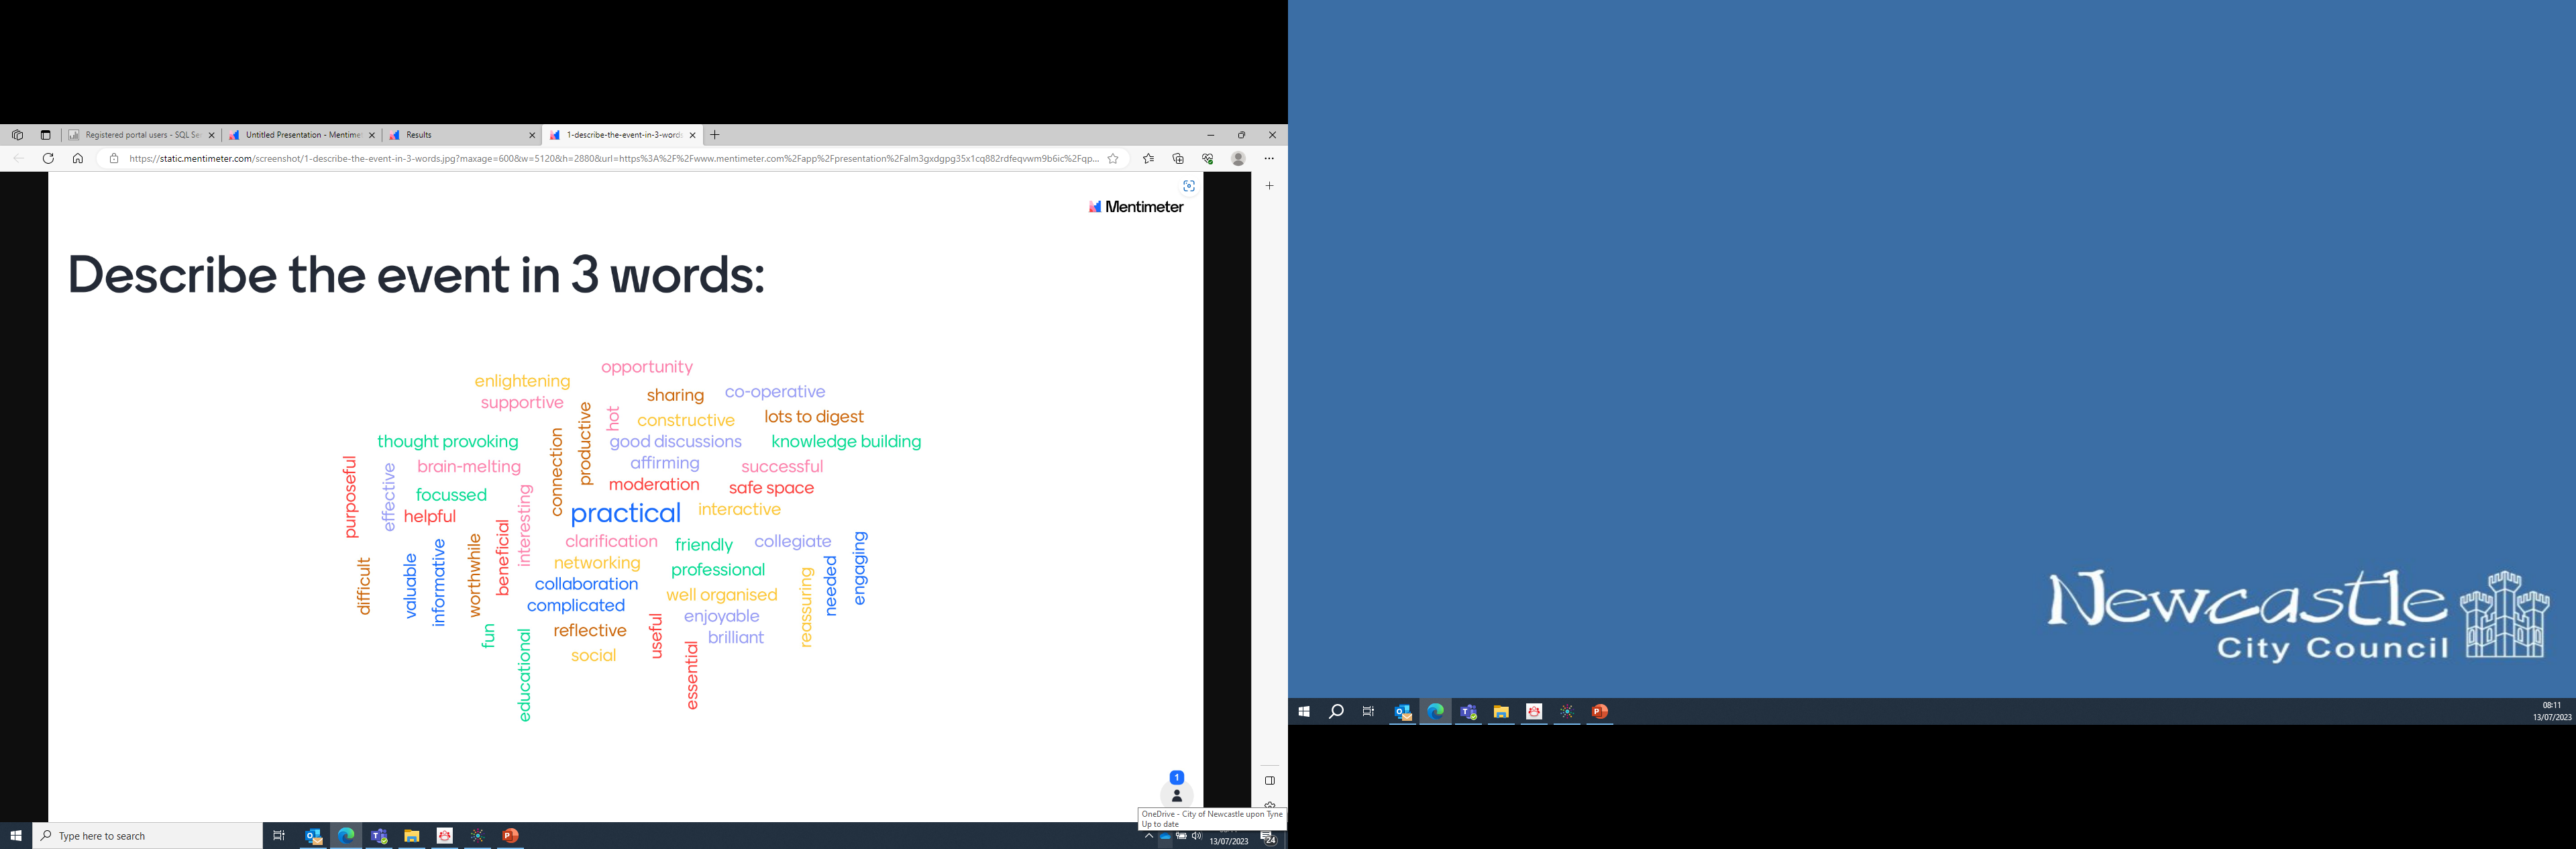 Registered portal users - SQL Se
Untitled Presentation - Mentime
Results
1-describe-the-event-in-3-words
https://static.mentimeter.com/screenshot/1-describe-the-event-in-3-words.jpg?maxage=600&w=5120&h=2880&url=https%3A%2F%2Fwww.mentimeter.com%2Fapp%2Fpresentation%2Falm3gxdgpg35x1cq882rdfeqvwm9b6ic%2Fqp...
Mentimeter
Describe the event in 3 words:
opportunity
enlightening
sharing
co-operative
supportive
productive
hot
constructive
lots to digest
thought provoking
connection
good discussions
knowledge building
purposeful
effective
brain-melting
affirming
successful
focussed
interesting
moderation
safe space
helpful
practical
interactive
difficult
valuable
informative
worthwhile
beneficial
clarification
friendly
collegiate
engaging
networking
professional
reassuring
needed
collaboration
well organised
complicated
enjoyable
fun
educational
reflective
useful
brilliant
social
essential
1
OneDrive - City of Newcastle upon Tyne
Up to date
Type here to search
13/07/2023
24
Newcastle
City Council
08:11
13/07/2023